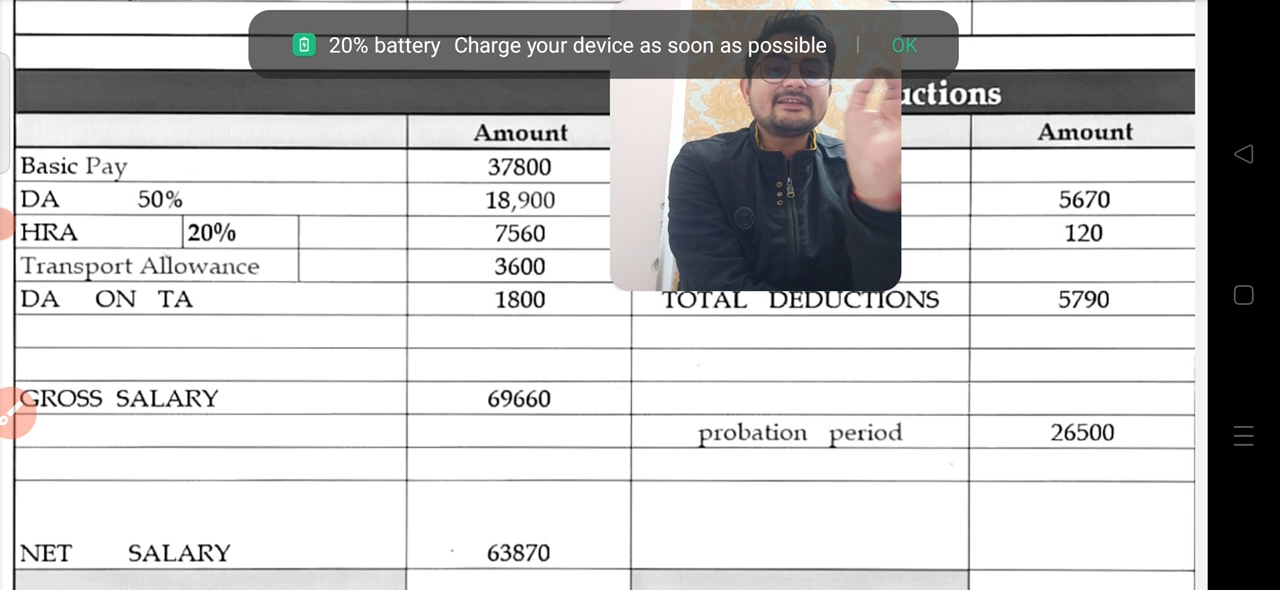 20% battery Charge your device as soon as possible | OK
uctions
Amount Amount
Basic Pay 37800
DA 50% 18,900 5670
HRA 20% 7560 120
Transport Allowance 3600
DA ON TA 1800 TOTAL DEDUCTIONS 5790
GROSS SALARY 69660
probation period 26500
NET SALARY 63870